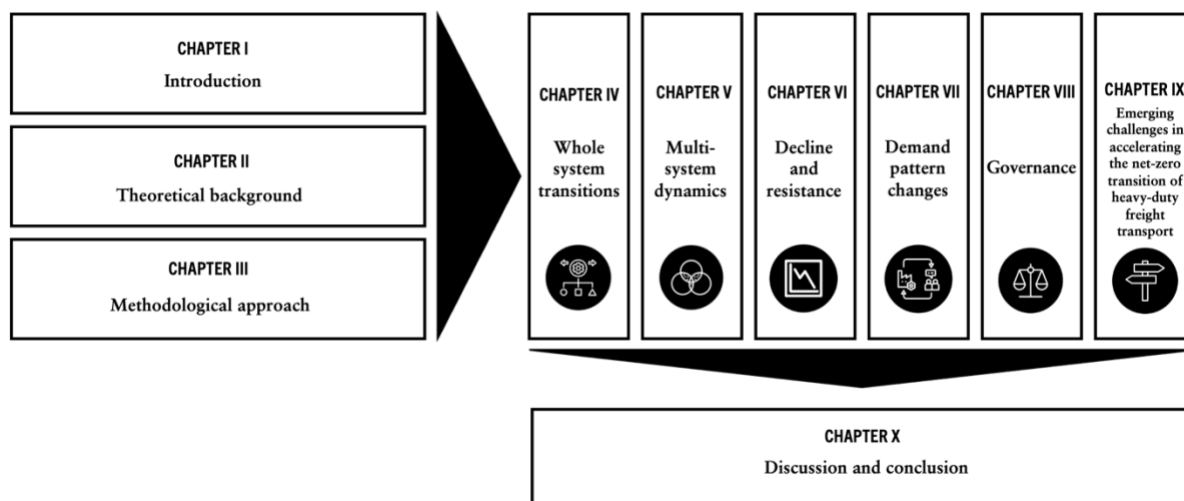 CHAPTER I
Introduction
CHAPTER II
Theoretical background
CHAPTER III
Methodological approach
CHAPTER IV
Whole
system
transitions
CHAPTER V
Multi-
system
dynamics
CHAPTER VI
Decline
and
resistance
CHAPTER VII
Demand
pattern
changes
CHAPTER VIII
Governance
CHAPTER IX
Emerging
challenges in
accelerating
the net-zero
transition of
heavy-duty
freight
transport
CHAPTER X
Discussion and conclusion